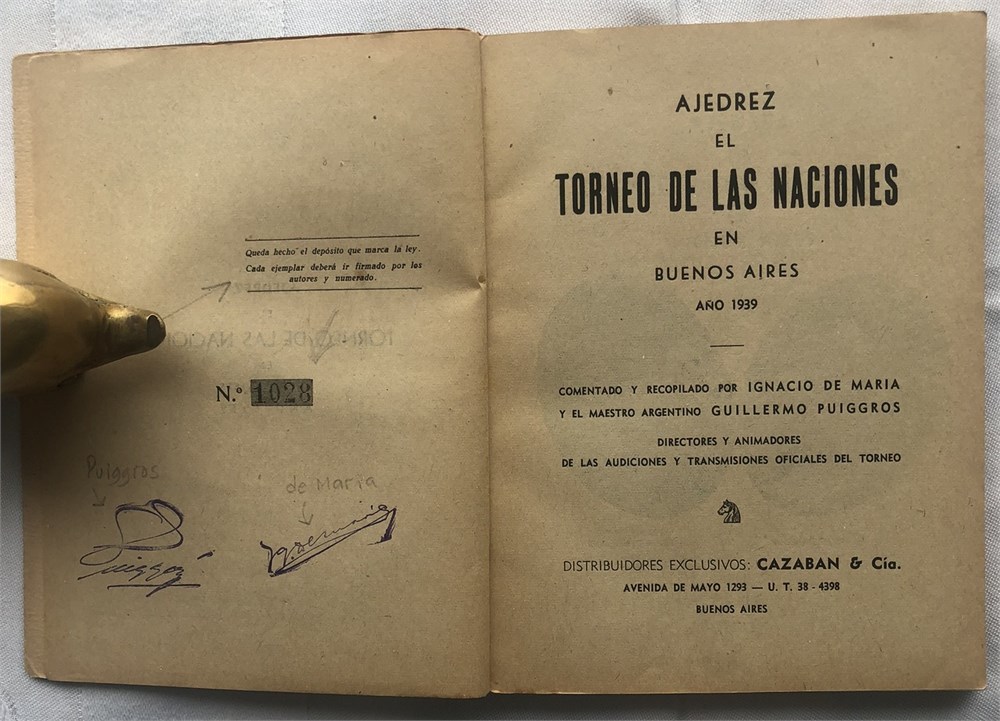 Queda hecho el depósito que marca la ley.
Cada ejemplar deberá ir firmado por los
autores y numerado.
N.º 1028
Puiggros
de Maria
Puiggrós
I. de Maria
AJEDREZ
EL
TORNEO DE LAS NACIONES
EN
BUENOS AIRES
AÑO 1939
COMENTADO Y RECOPILADO POR IGNACIO DE MARIA
Y EL MAESTRO ARGENTINO GUILLERMO PUIGGROS
DIRECTORES Y ANIMADORES
DE LAS AUDICIONES Y TRANSMISIONES OFICIALES DEL TORNEO
DISTRIBUIDORES EXCLUSIVOS: CAZABAN & Cía.
AVENIDA DE MAYO 1293 — U. T. 38 - 4398
BUENOS AIRES